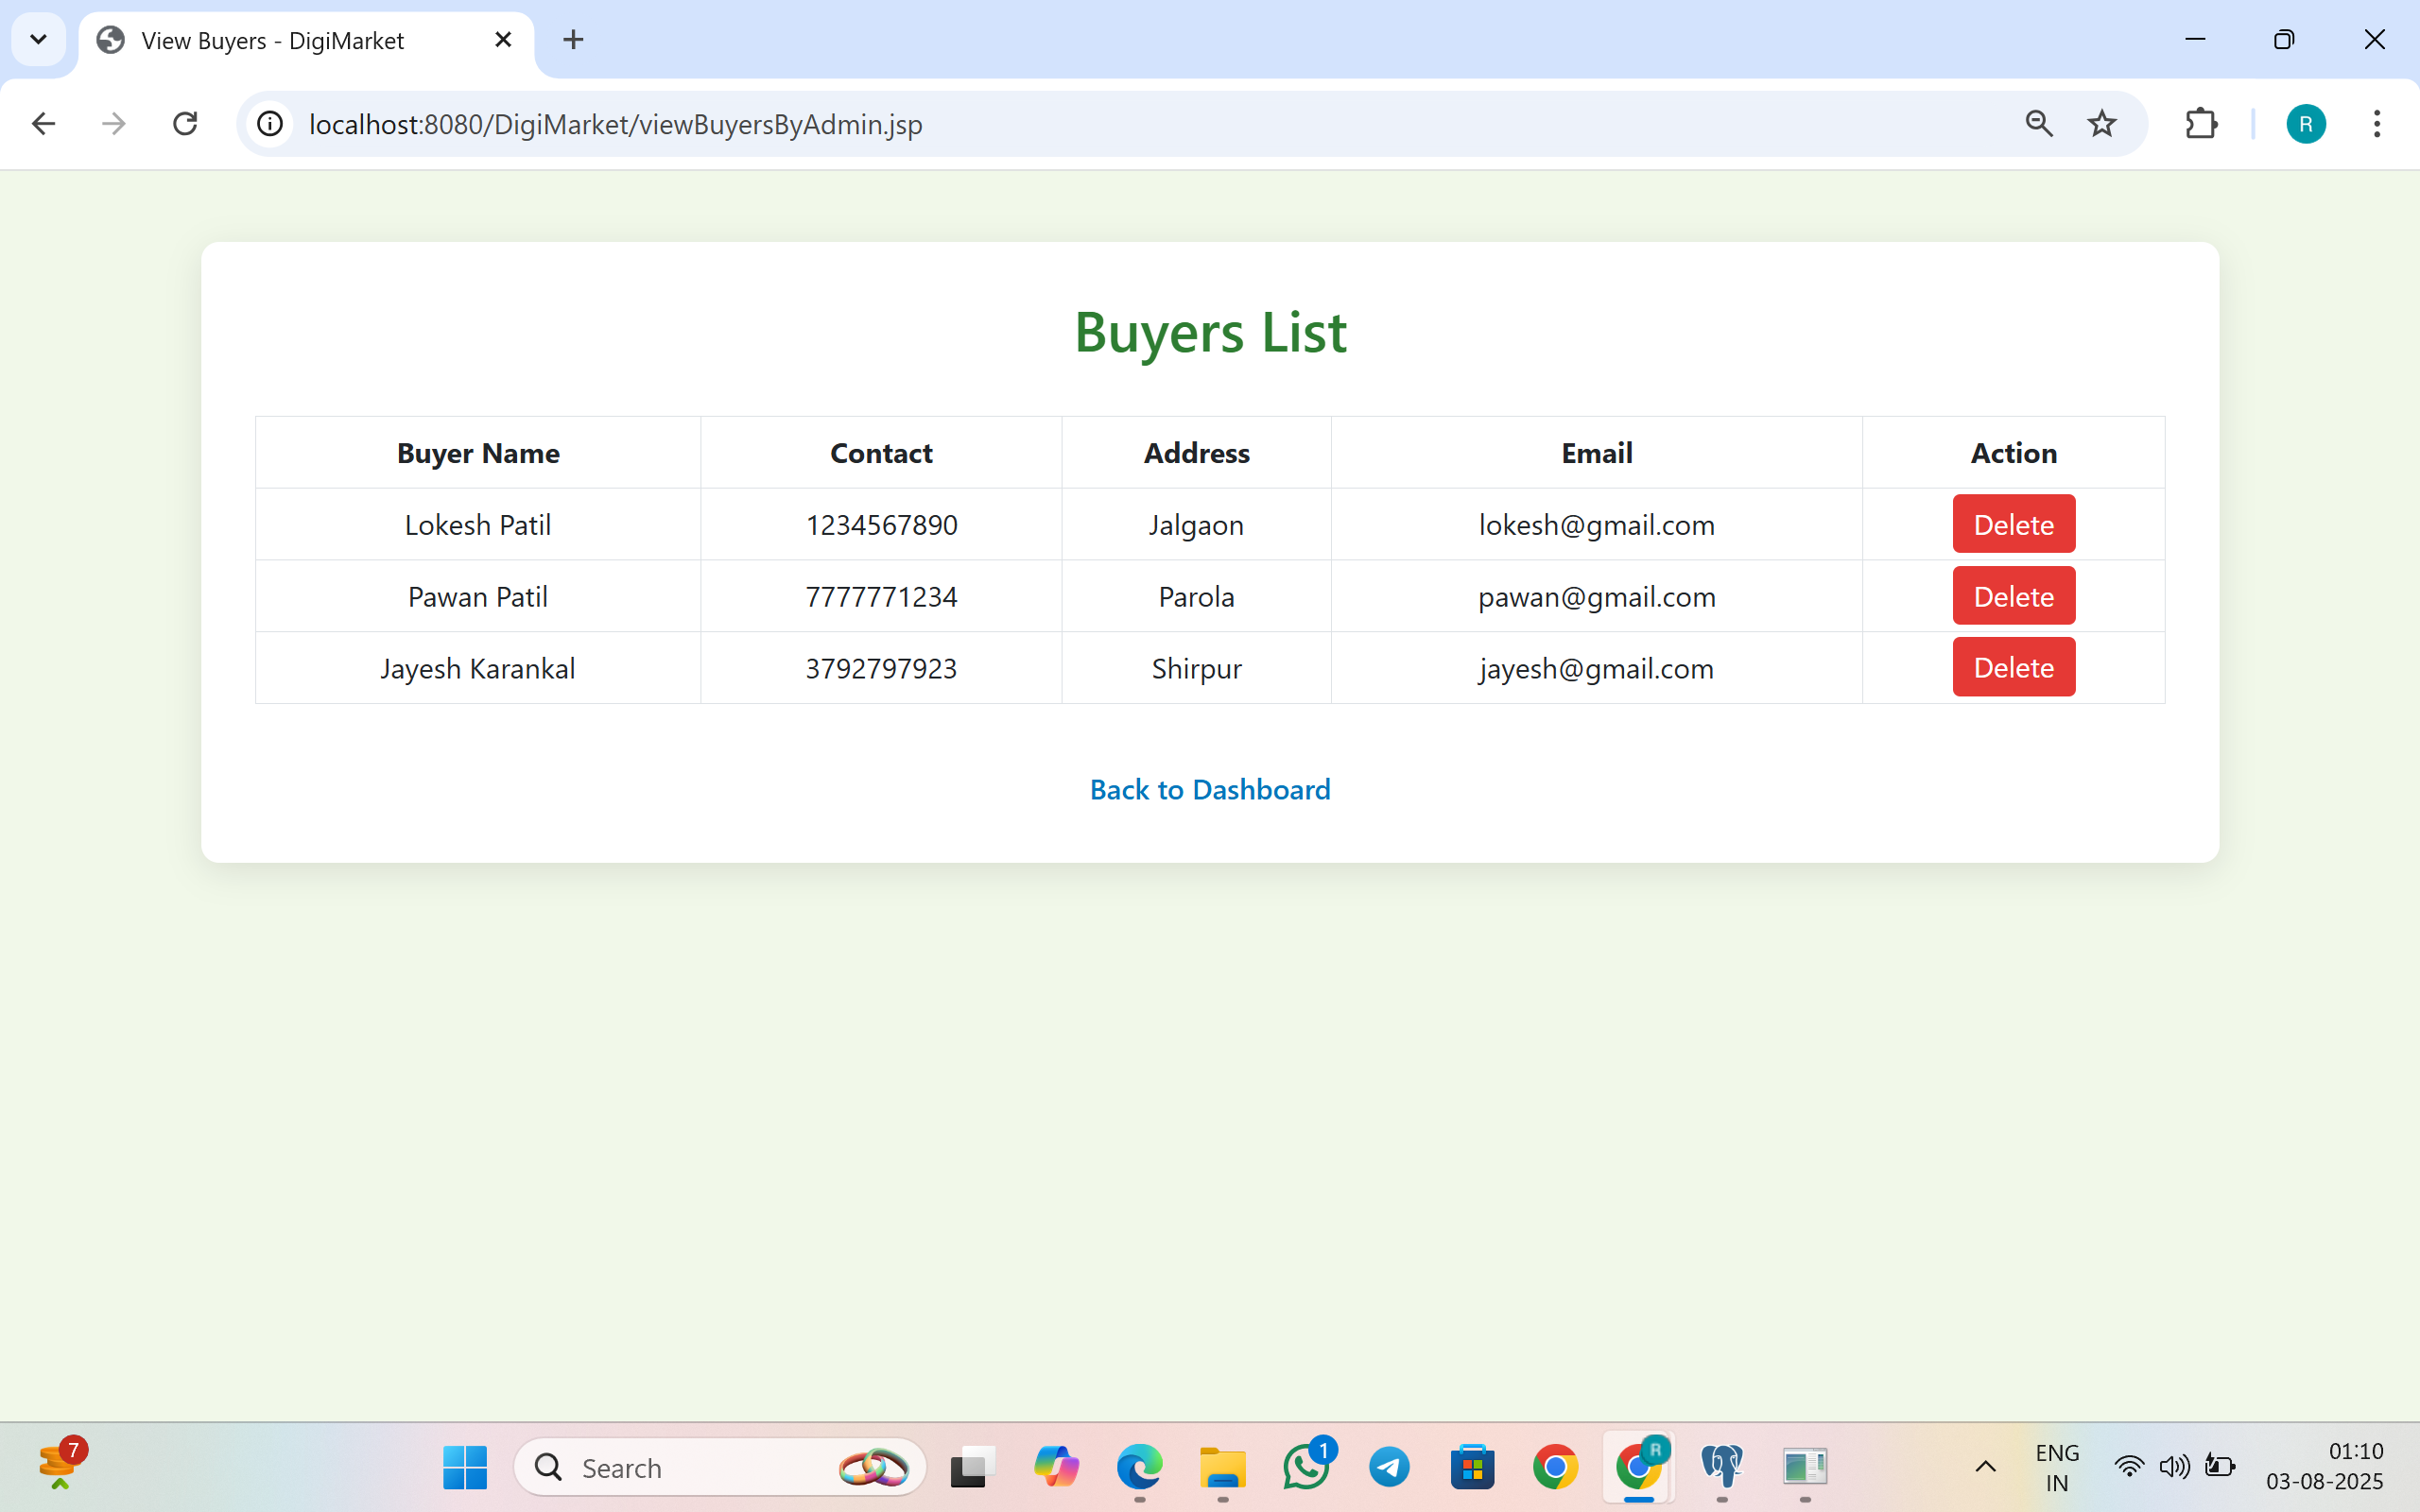 View Buyers - DigiMarket
localhost:8080/DigiMarket/viewBuyersByAdmin.jsp
R
Buyers List
Buyer Name Contact Address Email Action
Lokesh Patil 1234567890 Jalgaon lokesh@gmail.com Delete
Pawan Patil 7777771234 Parola pawan@gmail.com Delete
Jayesh Karankal 3792797923 Shirpur jayesh@gmail.com Delete
Back to Dashboard
7
Search
1
R
ENG
IN
01:10
03-08-2025